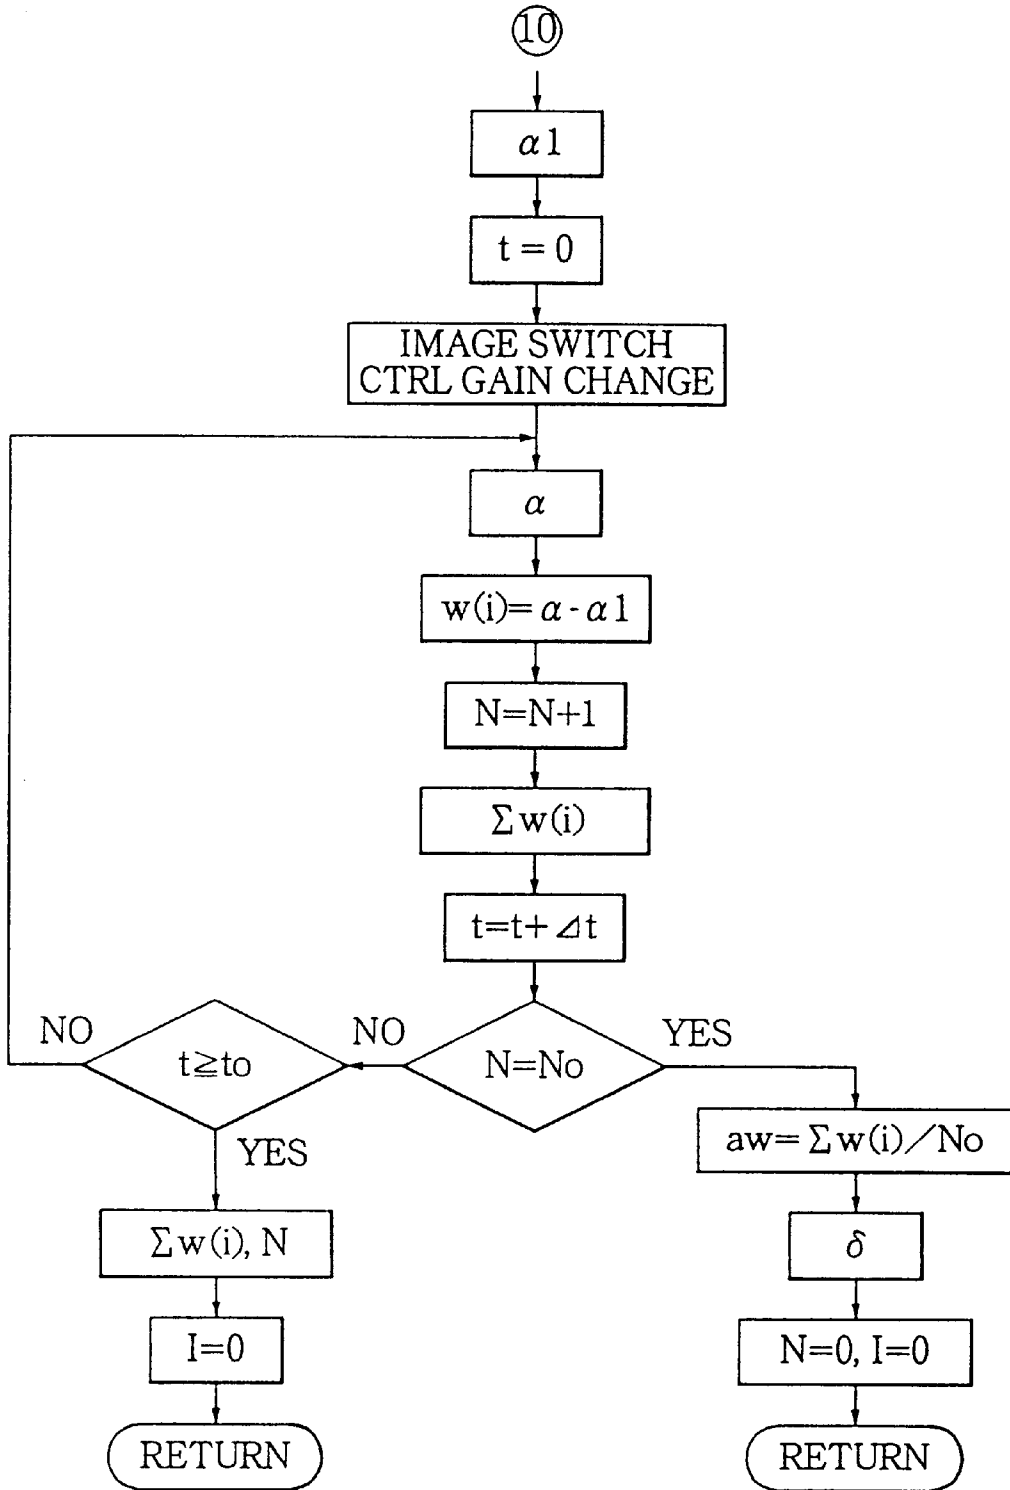 10
α1
t = 0
IMAGE SWITCH
CTRL GAIN CHANGE
α
w(i)= α - α1
N=N+1
Σw(i)
t=t+ ⊿t
NO
t≧to
NO
N=No
YES
YES
aw= Σw(i)／No
Σw(i), N
δ
I=0
N=0, I=0
RETURN
RETURN